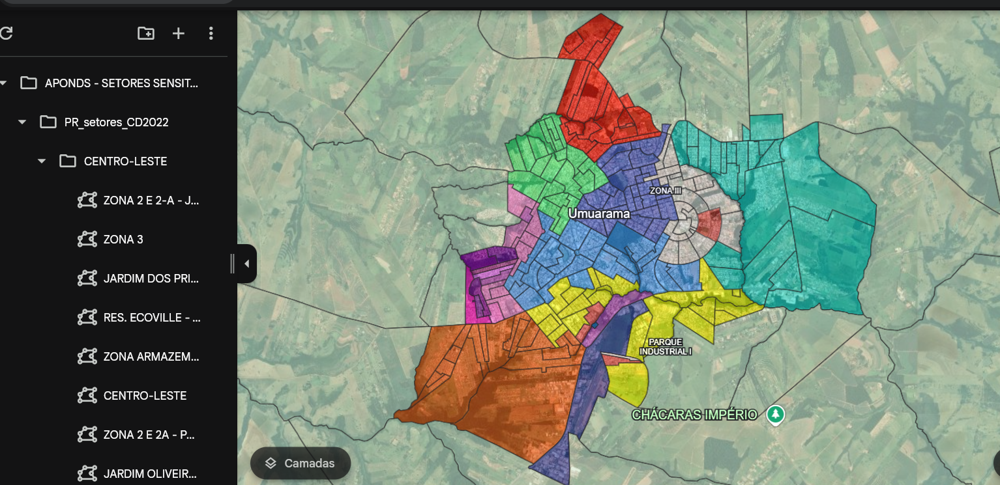 APONDS - SETORES SENSIT...
PR_setores_CD2022
CENTRO-LESTE
ZONA 2 E 2-A - J...
ZONA 3
JARDIM DOS PRI...
RES. ECOVILLE - ...
ZONA ARMAZEM...
CENTRO-LESTE
ZONA 2 E 2A - P...
JARDIM OLIVEIR...
ZONA III
Umuarama
PARQUE
INDUSTRIAL I
CHÁCARAS IMPÉRIO
Camadas